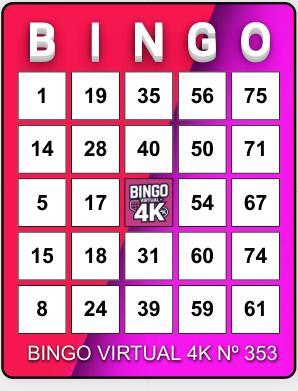 BINGO
1 19 35 56 75
14 28 40 50 71
5 17 BINGO VIRTUAL 4K 54 67
15 18 31 60 74
8 24 39 59 61
BINGO VIRTUAL 4K Nº 353